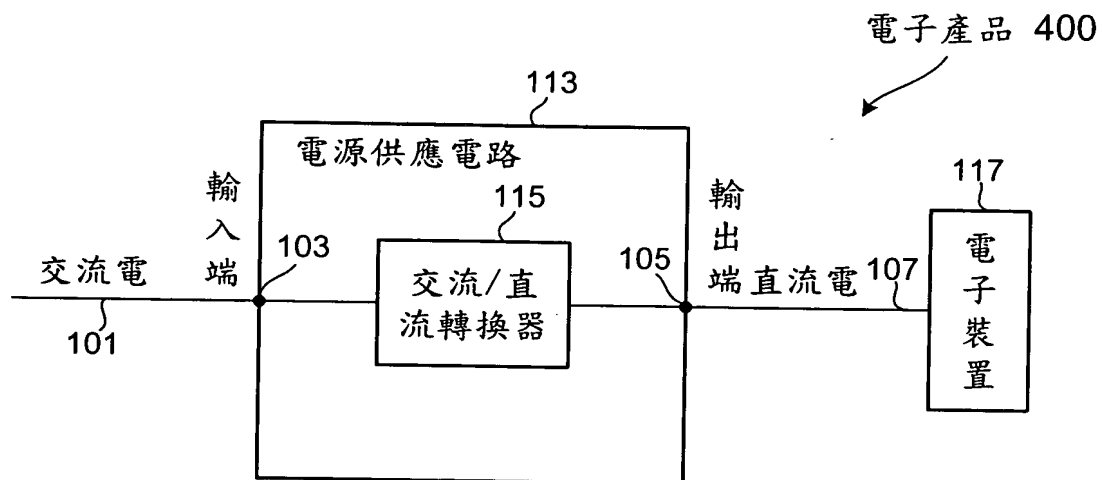 電子產品 400
113
電源供應電路
117
輸入端
115
輸出端
103
105
交流電
交流/直
流轉換器
直流電
107
電子裝置
101